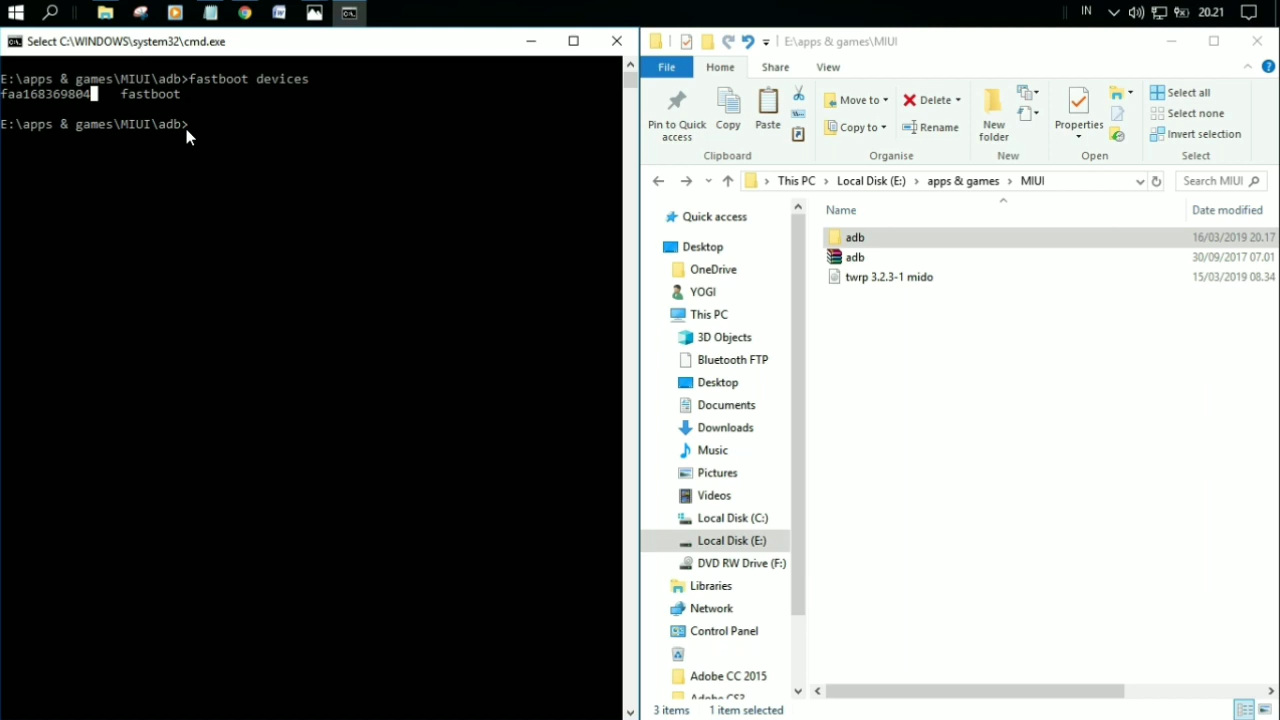 IN
20.21
Select C:\WINDOWS\system32\cmd.exe
E:\apps & games\MIUI\adb>fastboot devices
faa168369804 fastboot
E:\apps & games\MIUI\adb>
E:\apps & games\MIUI
File Home Share View
Pin to Quick access
Copy
Paste
Clipboard
Move to
Copy to
Delete
Rename
Organise
New folder
New
Properties
Open
Select all
Select none
Invert selection
Select
This PC > Local Disk (E:) > apps & games > MIUI
Search MIUI
Name Date modified
adb 16/03/2019 20.17
adb 30/09/2017 07.01
twrp 3.2.3-1 mido 15/03/2019 08.34
Quick access
Desktop
OneDrive
YOGI
This PC
3D Objects
Bluetooth FTP
Desktop
Documents
Downloads
Music
Pictures
Videos
Local Disk (C:)
Local Disk (E:)
DVD RW Drive (F:)
Libraries
Network
Control Panel
Adobe CC 2015
Adobe CS3
3 items 1 item selected